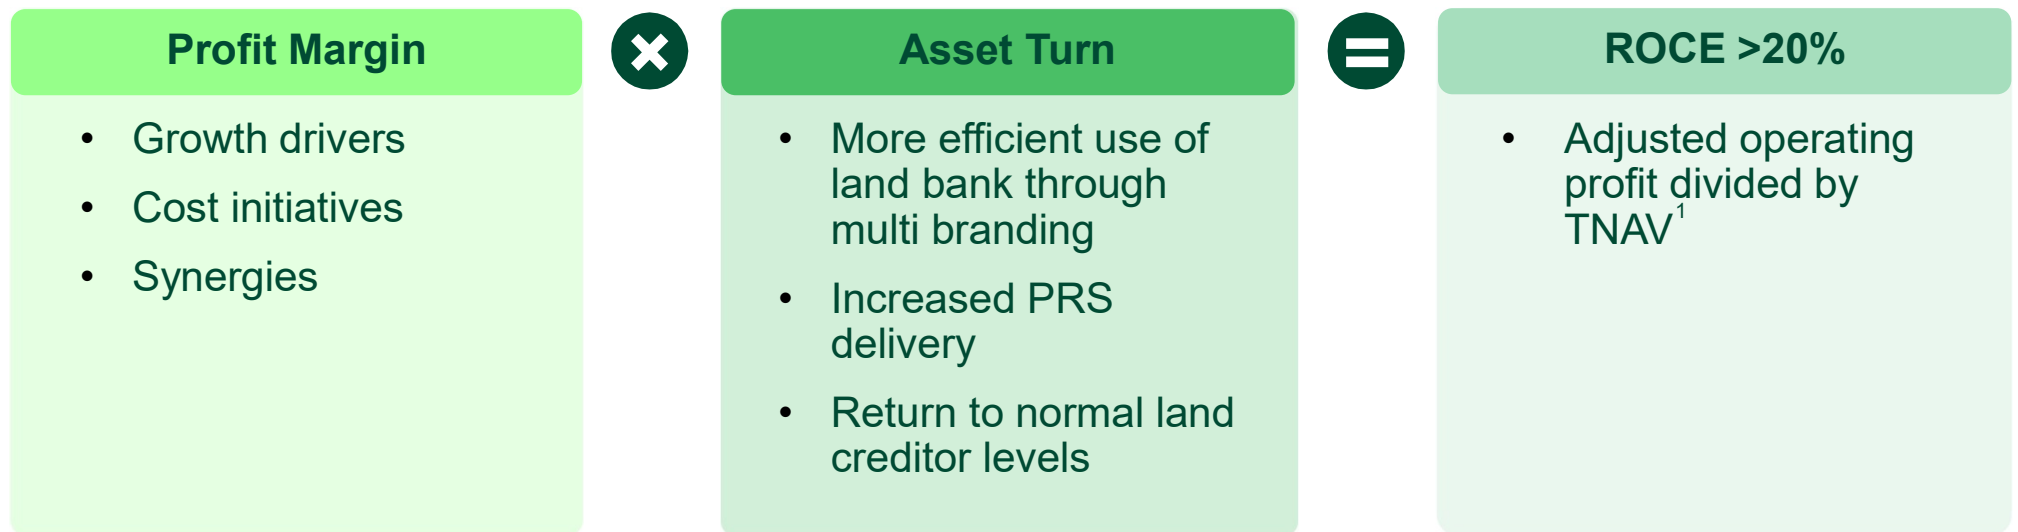 Profit Margin
• Growth drivers
• Cost initiatives
• Synergies
×
Asset Turn
• More efficient use of
land bank through
multi branding
• Increased PRS
delivery
• Return to normal land
creditor levels
=
ROCE >20%
• Adjusted operating
profit divided by
TNAV¹